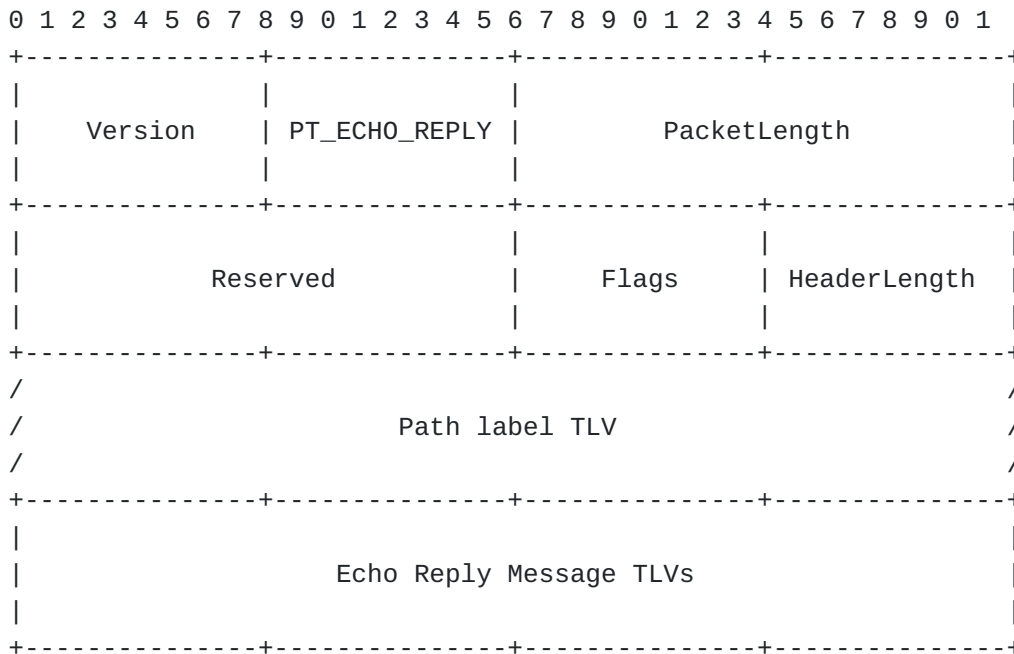 0 1 2 3 4 5 6 7 8 9 0 1 2 3 4 5 6 7 8 9 0 1 2 3 4 5 6 7 8 9 0 1
+---------------+---------------+---------------+---------------+
|               |               |                               |
|    Version    | PT_ECHO_REPLY |         PacketLength          |
|               |               |                               |
+---------------+---------------+---------------+---------------+
|                               |               |               |
|            Reserved           |     Flags     | HeaderLength  |
|                               |               |               |
+---------------+---------------+---------------+---------------+
/                                                               /
/                        Path label TLV                         /
/                                                               /
+---------------+---------------+---------------+---------------+
|                                                               |
|                    Echo Reply Message TLVs                    |
|                                                               |
+---------------+---------------+---------------+---------------+